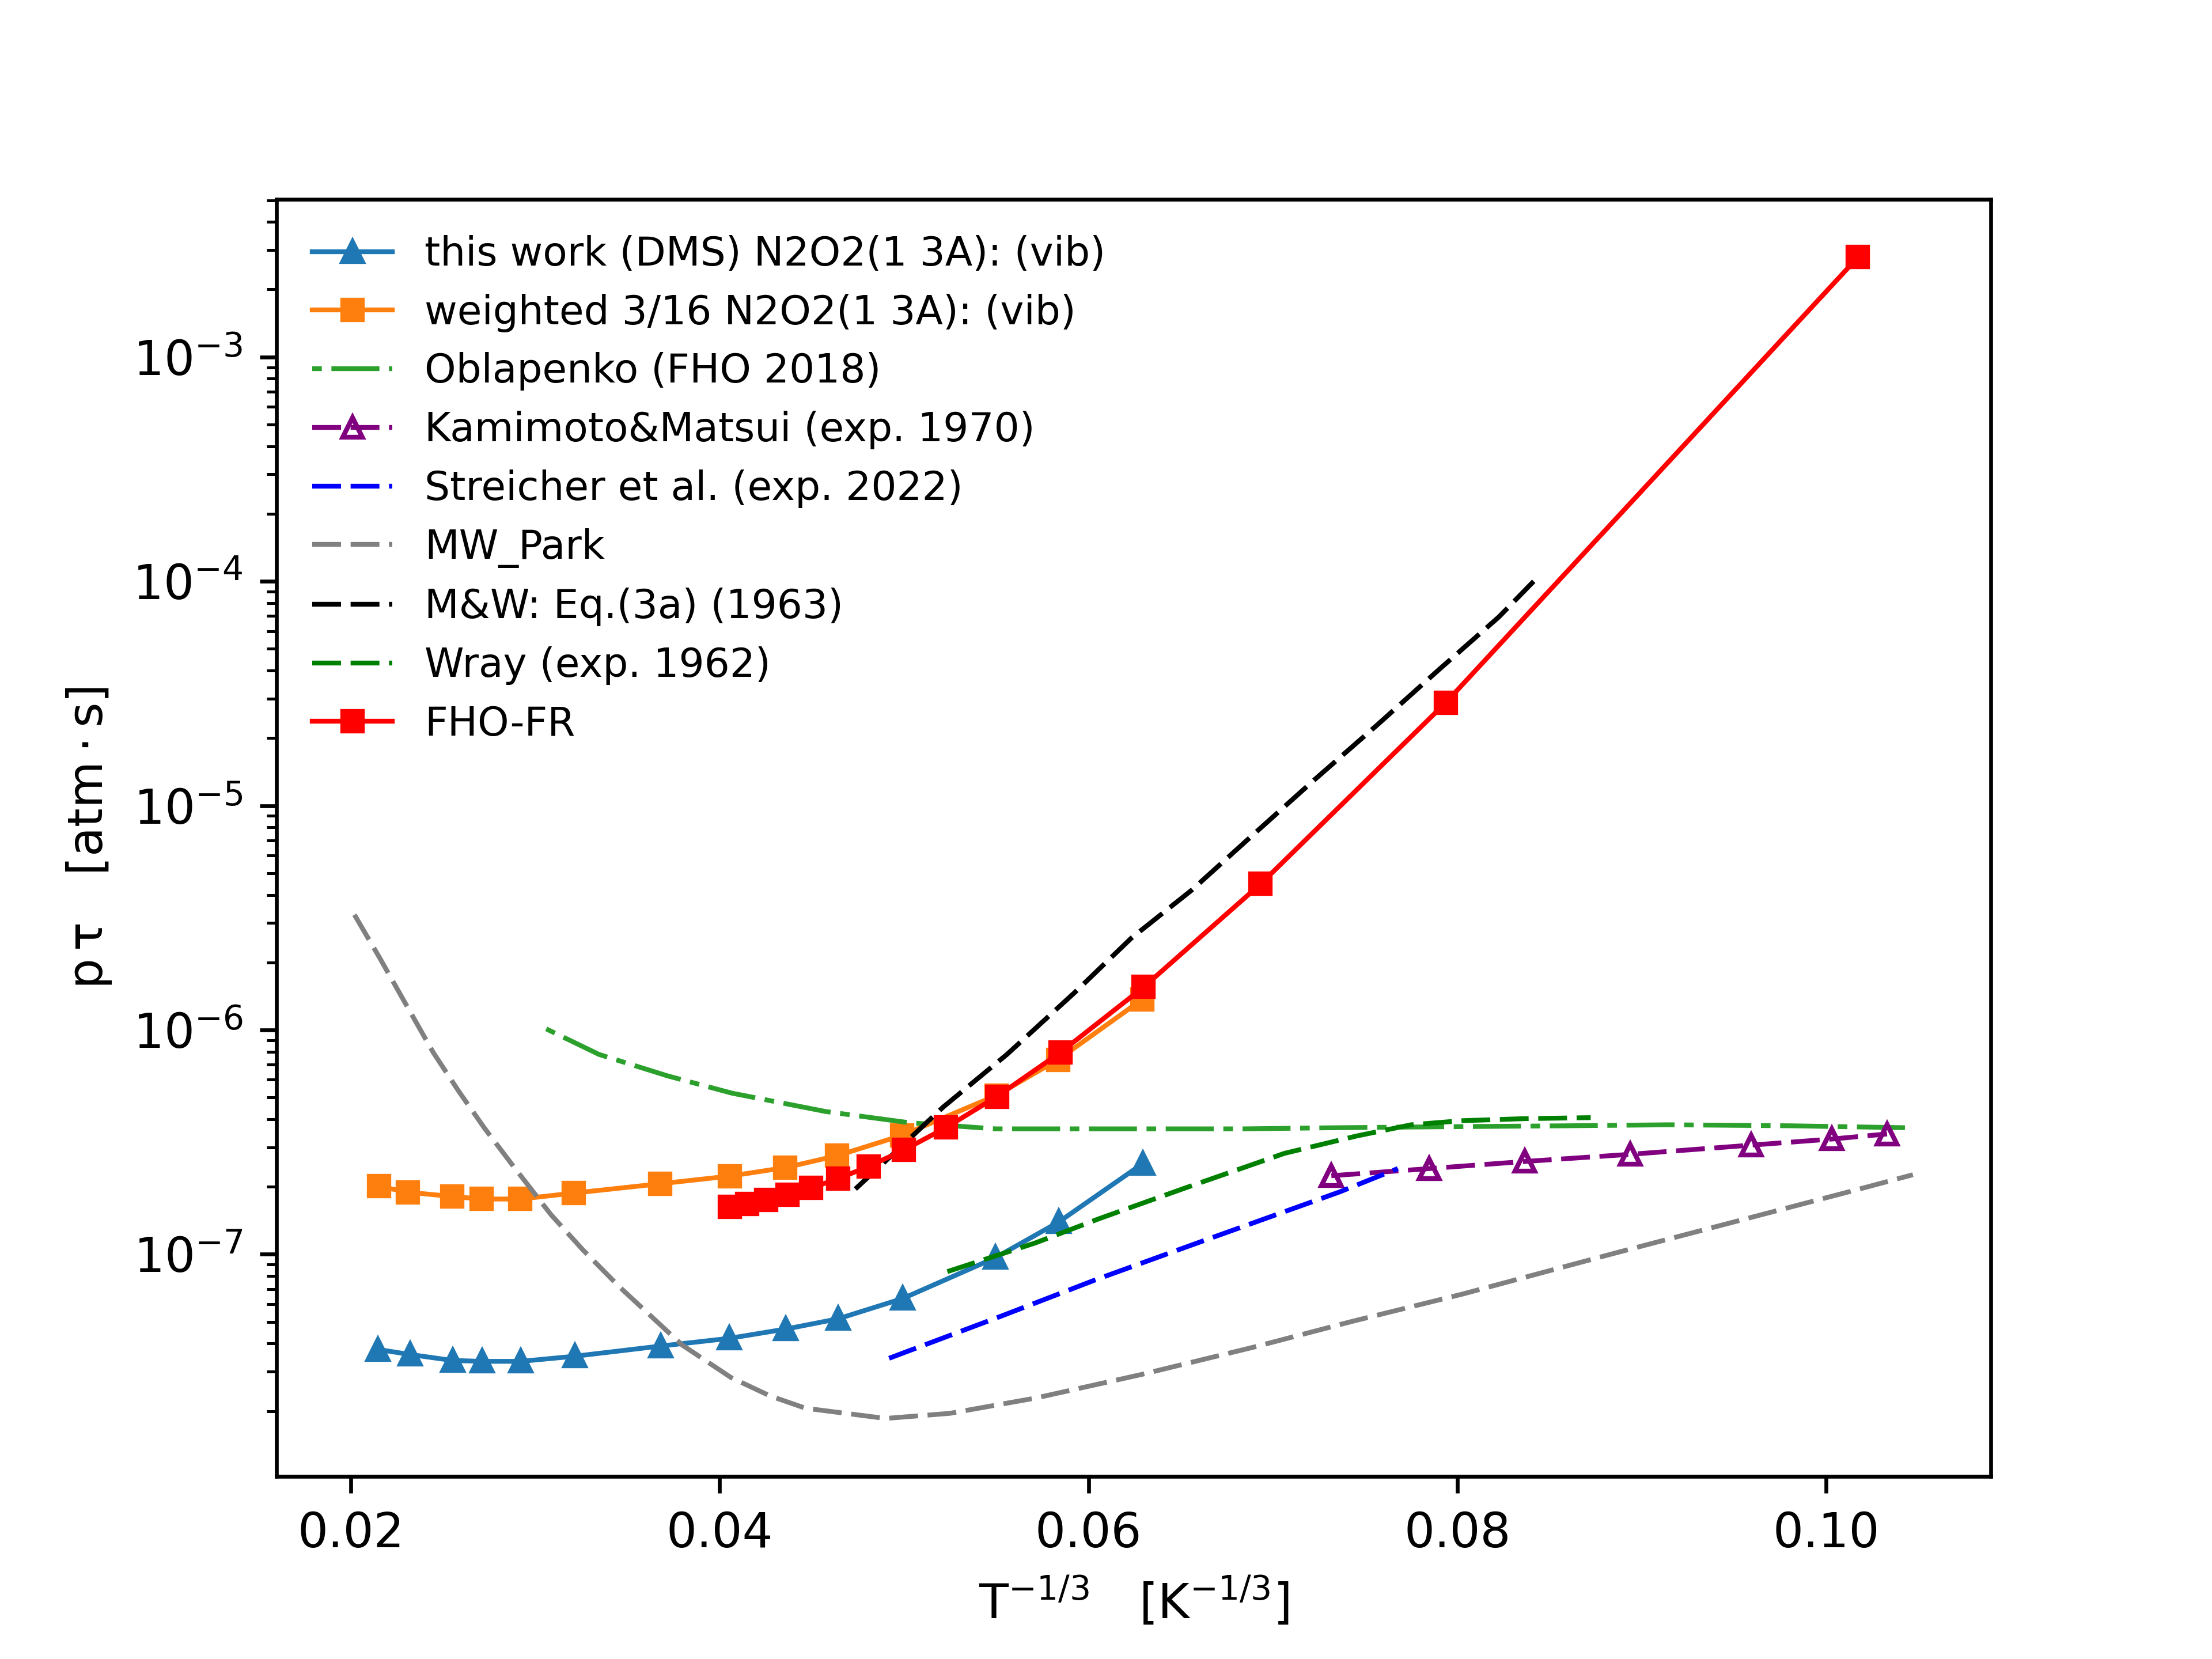 this work (DMS) N2O2(1 3A): (vib)
weighted 3/16 N2O2(1 3A): (vib)
Oblapenko (FHO 2018)
Kamimoto&Matsui (exp. 1970)
Streicher et al. (exp. 2022)
MW_Park
M&W: Eq.(3a) (1963)
Wray (exp. 1962)
FHO-FR
10⁻³
10⁻⁴
10⁻⁵
10⁻⁶
10⁻⁷
p τ [atm · s]
0.02 0.04 0.06 0.08 0.10
T⁻¹ᐟ³ [K⁻¹ᐟ³]